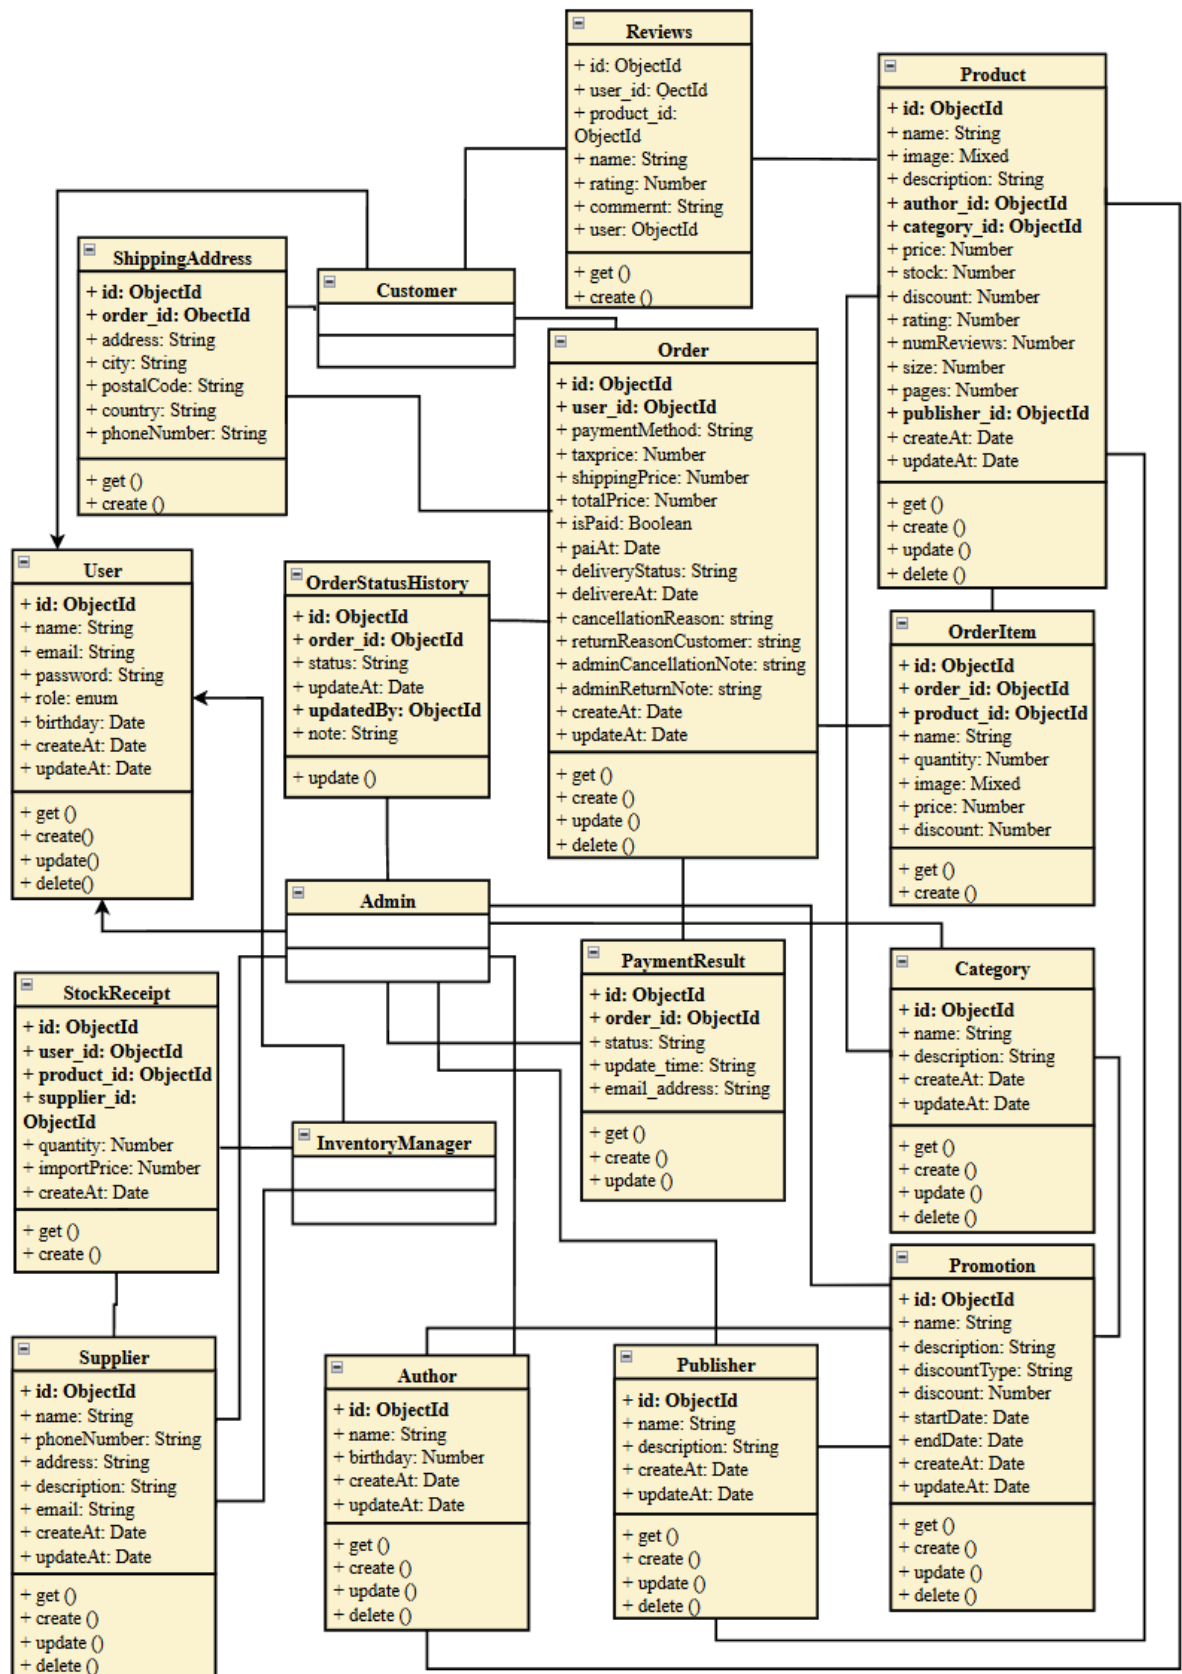 Reviews
+ id: ObjectId
+ user_id: OectId
+ product_id:
ObjectId
+ name: String
+ rating: Number
+ commernt: String
+ user: ObjectId
+ get ()
+ create ()
Product
+ id: ObjectId
+ name: String
+ image: Mixed
+ description: String
+ author_id: ObjectId
+ category_id: ObjectId
+ price: Number
+ stock: Number
+ discount: Number
+ rating: Number
+ numReviews: Number
+ size: Number
+ pages: Number
+ publisher_id: ObjectId
+ createAt: Date
+ updateAt: Date
+ get ()
+ create ()
+ update ()
+ delete ()
ShippingAddress
+ id: ObjectId
+ order_id: ObectId
+ address: String
+ city: String
+ postalCode: String
+ country: String
+ phoneNumber: String
+ get ()
+ create ()
Customer
Order
+ id: ObjectId
+ user_id: ObjectId
+ paymentMethod: String
+ taxprice: Number
+ shippingPrice: Number
+ totalPrice: Number
+ isPaid: Boolean
+ paiAt: Date
+ deliveryStatus: String
+ delivereAt: Date
+ cancellationReason: string
+ returnReasonCustomer: string
+ adminCancellationNote: string
+ adminReturnNote: string
+ createAt: Date
+ updateAt: Date
+ get ()
+ create ()
+ update ()
+ delete ()
User
+ id: ObjectId
+ name: String
+ email: String
+ password: String
+ role: enum
+ birthday: Date
+ createAt: Date
+ updateAt: Date
+ get ()
+ create()
+ update()
+ delete()
OrderStatusHistory
+ id: ObjectId
+ order_id: ObjectId
+ status: String
+ updateAt: Date
+ updatedBy: ObjectId
+ note: String
+ update ()
OrderItem
+ id: ObjectId
+ order_id: ObjectId
+ product_id: ObjectId
+ name: String
+ quantity: Number
+ image: Mixed
+ price: Number
+ discount: Number
+ get ()
+ create ()
Admin
PaymentResult
+ id: ObjectId
+ order_id: ObjectId
+ status: String
+ update_time: String
+ email_address: String
+ get ()
+ create ()
+ update ()
Category
+ id: ObjectId
+ name: String
+ description: String
+ createAt: Date
+ updateAt: Date
+ get ()
+ create ()
+ update ()
+ delete ()
StockReceipt
+ id: ObjectId
+ user_id: ObjectId
+ product_id: ObjectId
+ supplier_id:
ObjectId
+ quantity: Number
+ importPrice: Number
+ createAt: Date
+ get ()
+ create ()
InventoryManager
Promotion
+ id: ObjectId
+ name: String
+ description: String
+ discountType: String
+ discount: Number
+ startDate: Date
+ endDate: Date
+ createAt: Date
+ updateAt: Date
+ get ()
+ create ()
+ update ()
+ delete ()
Supplier
+ id: ObjectId
+ name: String
+ phoneNumber: String
+ address: String
+ description: String
+ email: String
+ createAt: Date
+ updateAt: Date
+ get ()
+ create ()
+ update ()
+ delete ()
Author
+ id: ObjectId
+ name: String
+ birthday: Number
+ createAt: Date
+ updateAt: Date
+ get ()
+ create ()
+ update ()
+ delete ()
Publisher
+ id: ObjectId
+ name: String
+ description: String
+ createAt: Date
+ updateAt: Date
+ get ()
+ create ()
+ update ()
+ delete ()